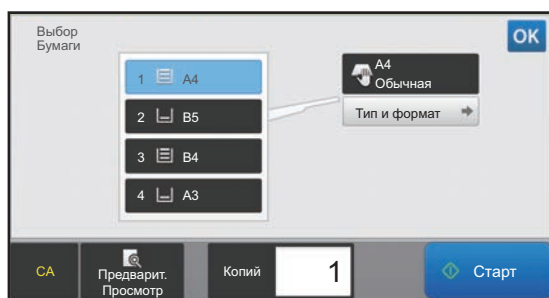 Выбор
Бумаги
OK
1 A4
2 B5
3 B4
4 A3
A4
Обычная
Тип и формат
CA
Предварит.
Просмотр
Копий
1
Старт